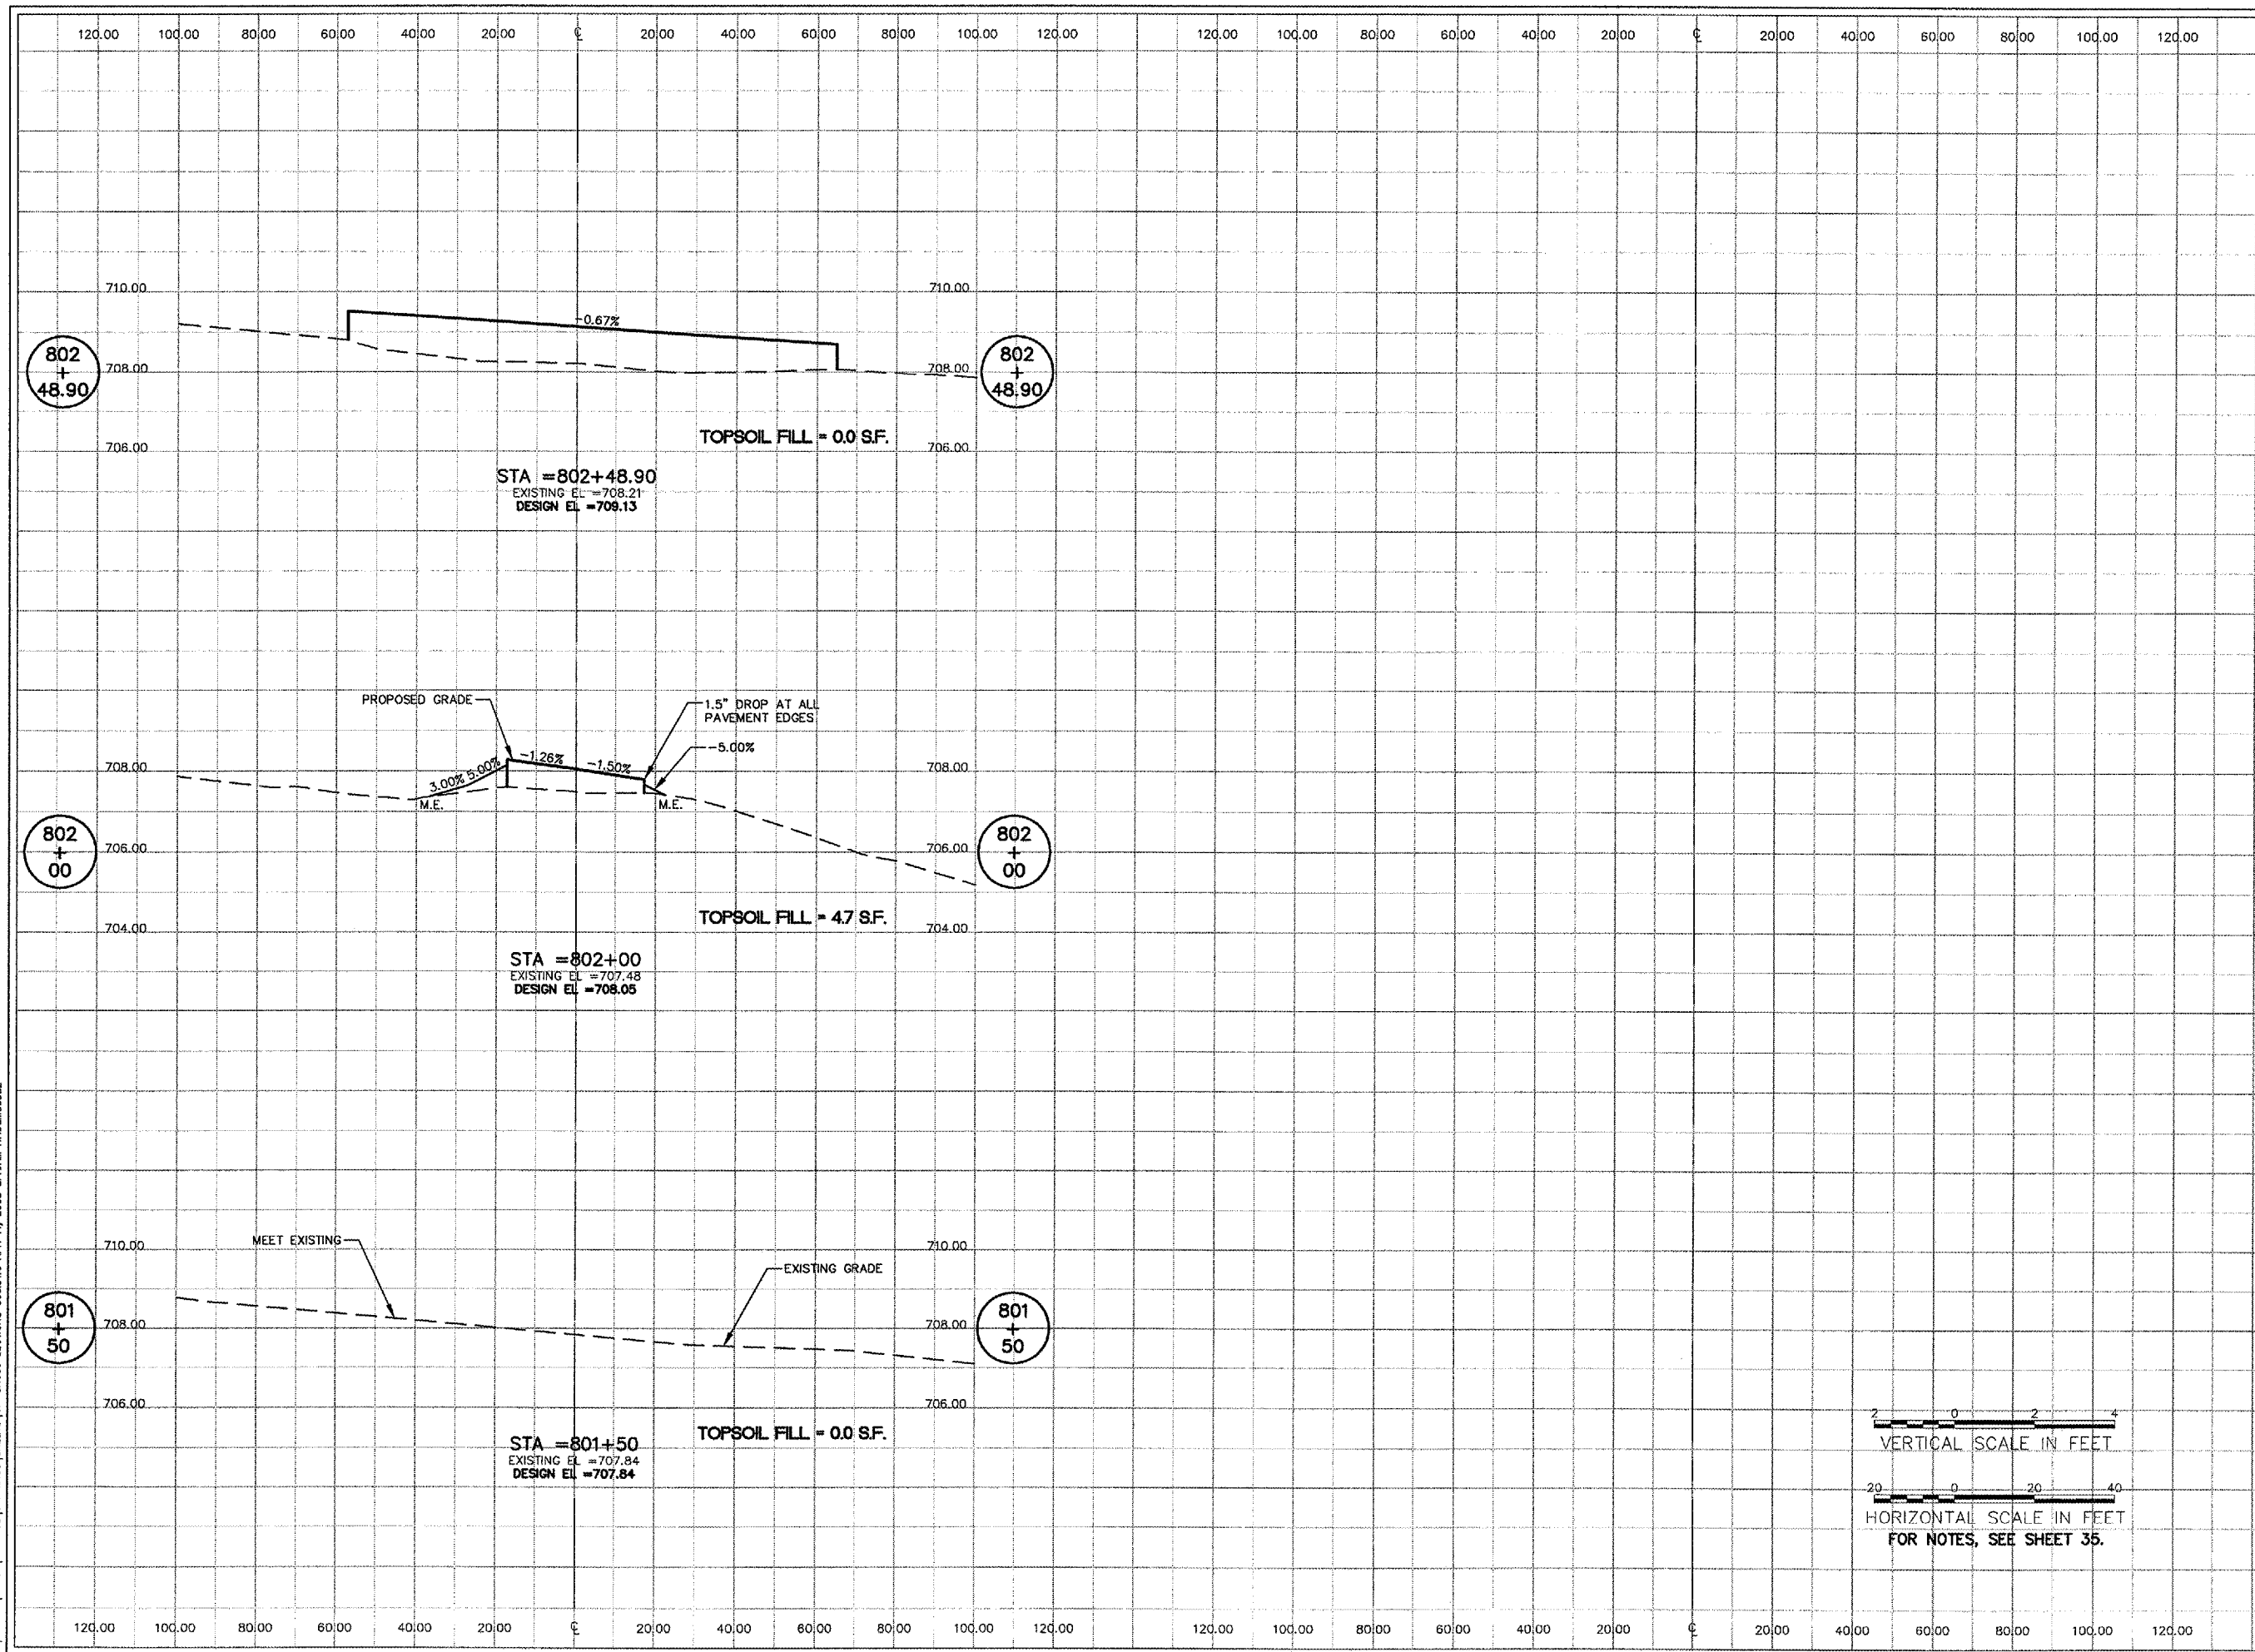 120.00 100.00 80.00 60.00 40.00 20.00 ℄ 20.00 40.00 60.00 80.00 100.00 120.00 120.00 100.00 80.00 60.00 40.00 20.00 ℄ 20.00 40.00 60.00 80.00 100.00 120.00
710.00 710.00
-0.67%
802
+
48.90
708.00 708.00
802
+
48.90
TOPSOIL FILL = 0.0 S.F.
706.00 706.00
STA =802+48.90
EXISTING EL =708.21
DESIGN EL =709.13
PROPOSED GRADE
1.5" DROP AT ALL
PAVEMENT EDGES
-5.00%
-1.26% -1.50%
708.00 708.00
3.00% 5.00%
M.E. M.E.
802
+
00
706.00 706.00
802
+
00
TOPSOIL FILL = 4.7 S.F.
704.00 704.00
STA =802+00
EXISTING EL =707.48
DESIGN EL =708.05
MEET EXISTING
710.00 710.00
EXISTING GRADE
801
+
50
708.00 708.00
801
+
50
706.00 706.00
TOPSOIL FILL = 0.0 S.F.
STA =801+50
EXISTING EL =707.84
DESIGN EL =707.84
2 0 2 4
VERTICAL SCALE IN FEET
20 0 20 40
HORIZONTAL SCALE IN FEET
FOR NOTES, SEE SHEET 35.
120.00 100.00 80.00 60.00 40.00 20.00 ℄ 20.00 40.00 60.00 80.00 100.00 120.00 120.00 100.00 80.00 60.00 40.00 20.00 ℄ 20.00 40.00 60.00 80.00 100.00 120.00